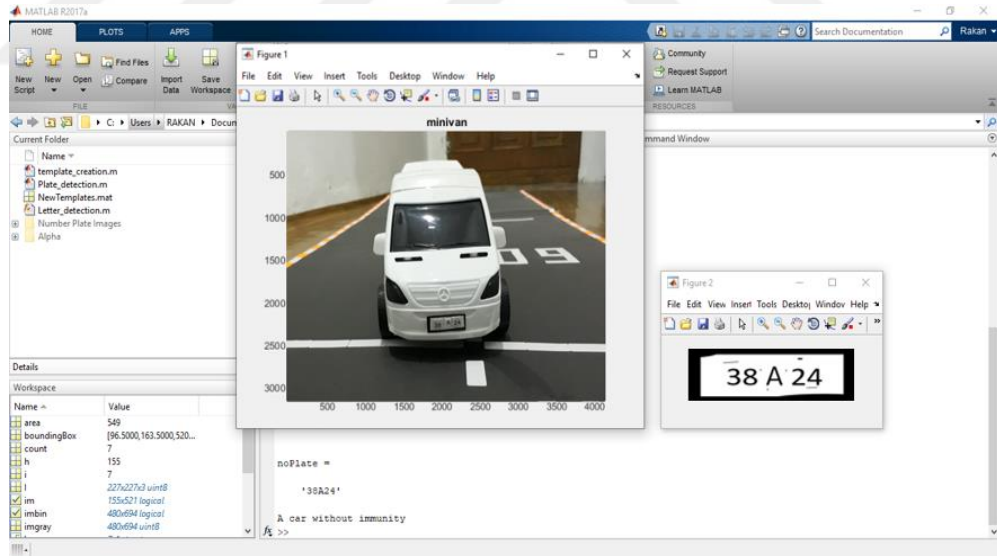 MATLAB R2017a
HOME PLOTS APPS
Search Documentation
Rakan
New Script
New
Open
Find Files
Compare
Import Data
Save Workspace
FILE
Community
Request Support
Learn MATLAB
RESOURCES
C: Users RAKAN Docum
Current Folder
Name
template_creation.m
Plate_detection.m
NewTemplates.mat
Letter_detection.m
Number Plate Images
Alpha
Details
Workspace
Name Value
area 549
boundingBox [96.5000,163.5000,520...
count 7
h 155
i 7
I 227x227x3 uint8
im 155x521 logical
imbin 480x694 logical
imgray 480x694 uint8
Figure 1
File Edit View Insert Tools Desktop Window Help
minivan
500
1000
1500
2000
2500
3000
500 1000 1500 2000 2500 3000 3500 4000
09
38 A 24
mmand Window
Figure 2
File Edit View Insert Tools Desktop Window Help
38 A 24
noPlate =
'38A24'
A car without immunity
fx >>